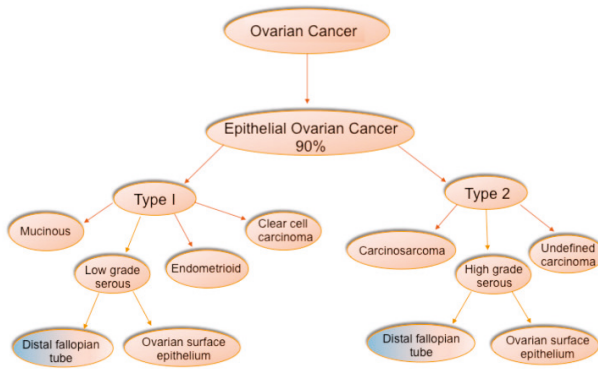 Ovarian Cancer
Epithelial Ovarian Cancer
90%
Type I
Type 2
Mucinous
Clear cell
carcinoma
Low grade
serous
Endometrioid
Carcinosarcoma
High grade
serous
Undefined
carcinoma
Distal fallopian
tube
Ovarian surface
epithelium
Distal fallopian
tube
Ovarian surface
epithelium